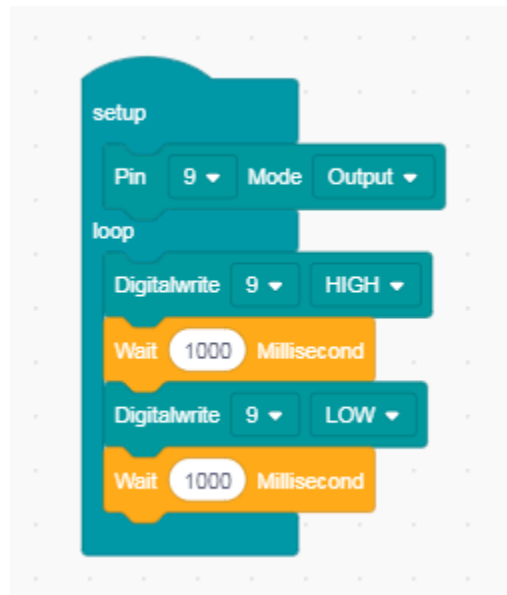 setup
Pin 9 Mode Output
loop
Digitalwrite 9 HIGH
Wait 1000 Millisecond
Digitalwrite 9 LOW
Wait 1000 Millisecond